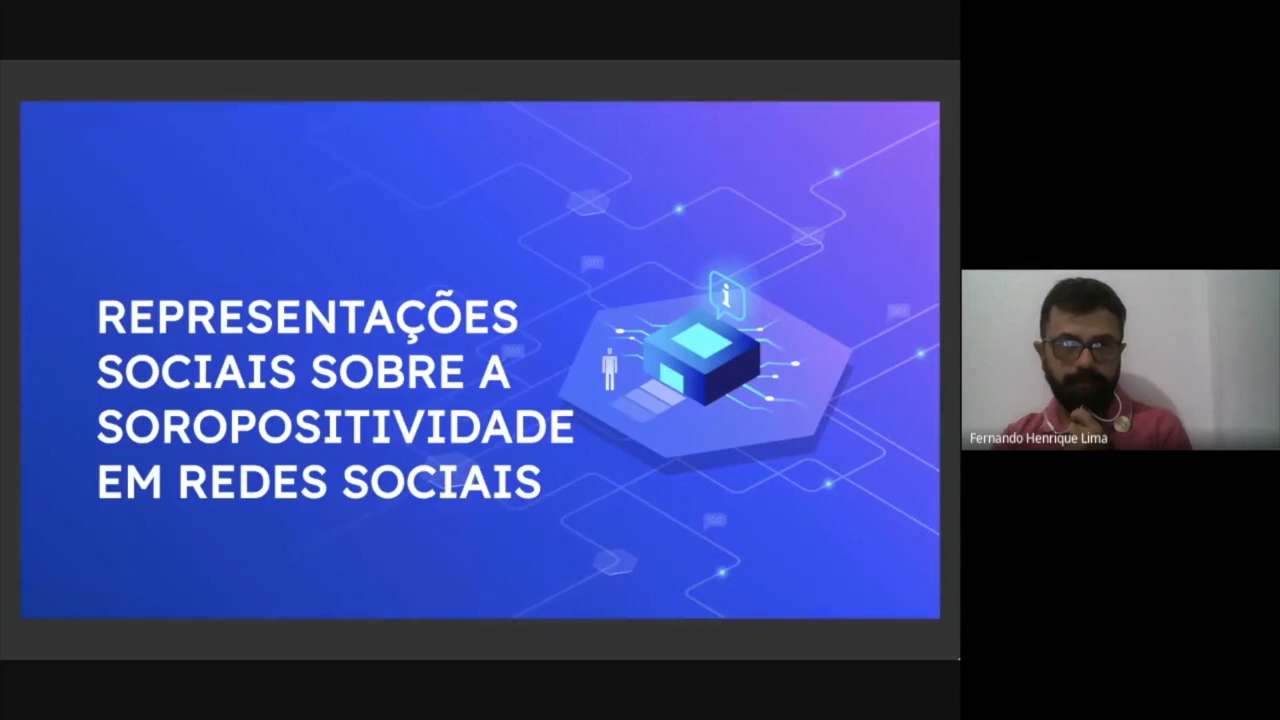 REPRESENTAÇÕES
SOCIAIS SOBRE A
SOROPOSITIVIDADE
EM REDES SOCIAIS
i
Fernando Henrique Lima